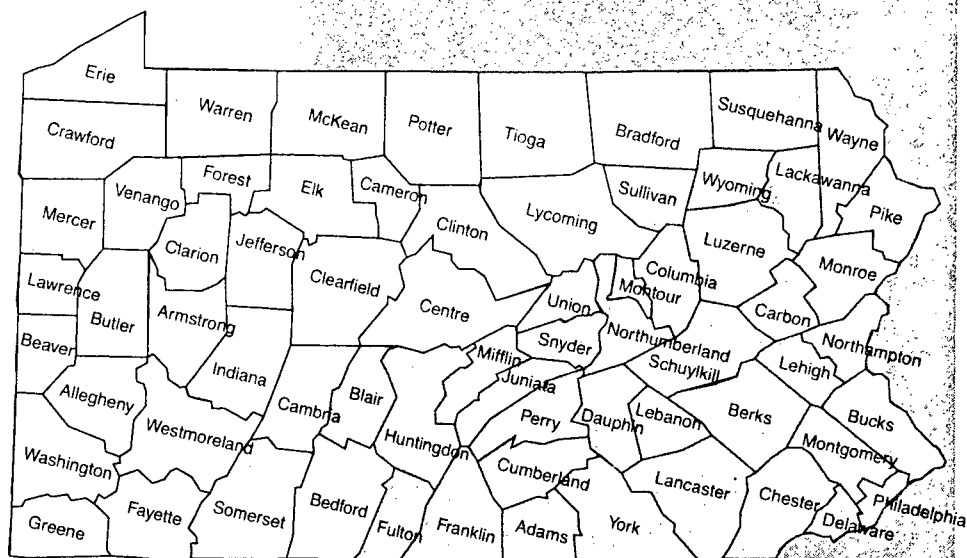 Erie
Warren
McKean
Potter
Tioga
Bradford
Susquehanna
Wayne
Crawford
Forest
Elk
Cameron
Sullivan
Wyoming
Lackawanna
Venango
Mercer
Clarion
Jefferson
Clinton
Lycoming
Luzerne
Pike
Monroe
Lawrence
Butler
Armstrong
Clearfield
Centre
Union
Montour
Columbia
Carbon
Northampton
Beaver
Indiana
Mifflin
Snyder
Northumberland
Schuylkill
Lehigh
Allegheny
Westmoreland
Cambria
Blair
Huntingdon
Juniata
Perry
Dauphin
Lebanon
Berks
Bucks
Montgomery
Washington
Cumberland
Lancaster
Chester
Philadelphia
Delaware
Greene
Fayette
Somerset
Bedford
Fulton
Franklin
Adams
York